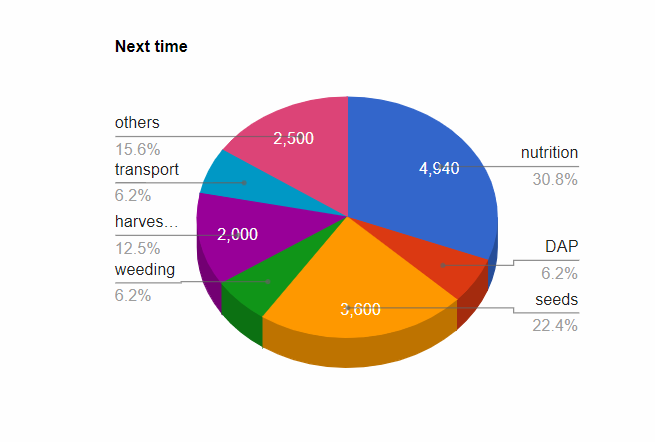 Next time
others
15.6%
transport
6.2%
harves…
12.5%
weeding
6.2%
2,500
4,940
2,000
3,600
nutrition
30.8%
DAP
6.2%
seeds
22.4%